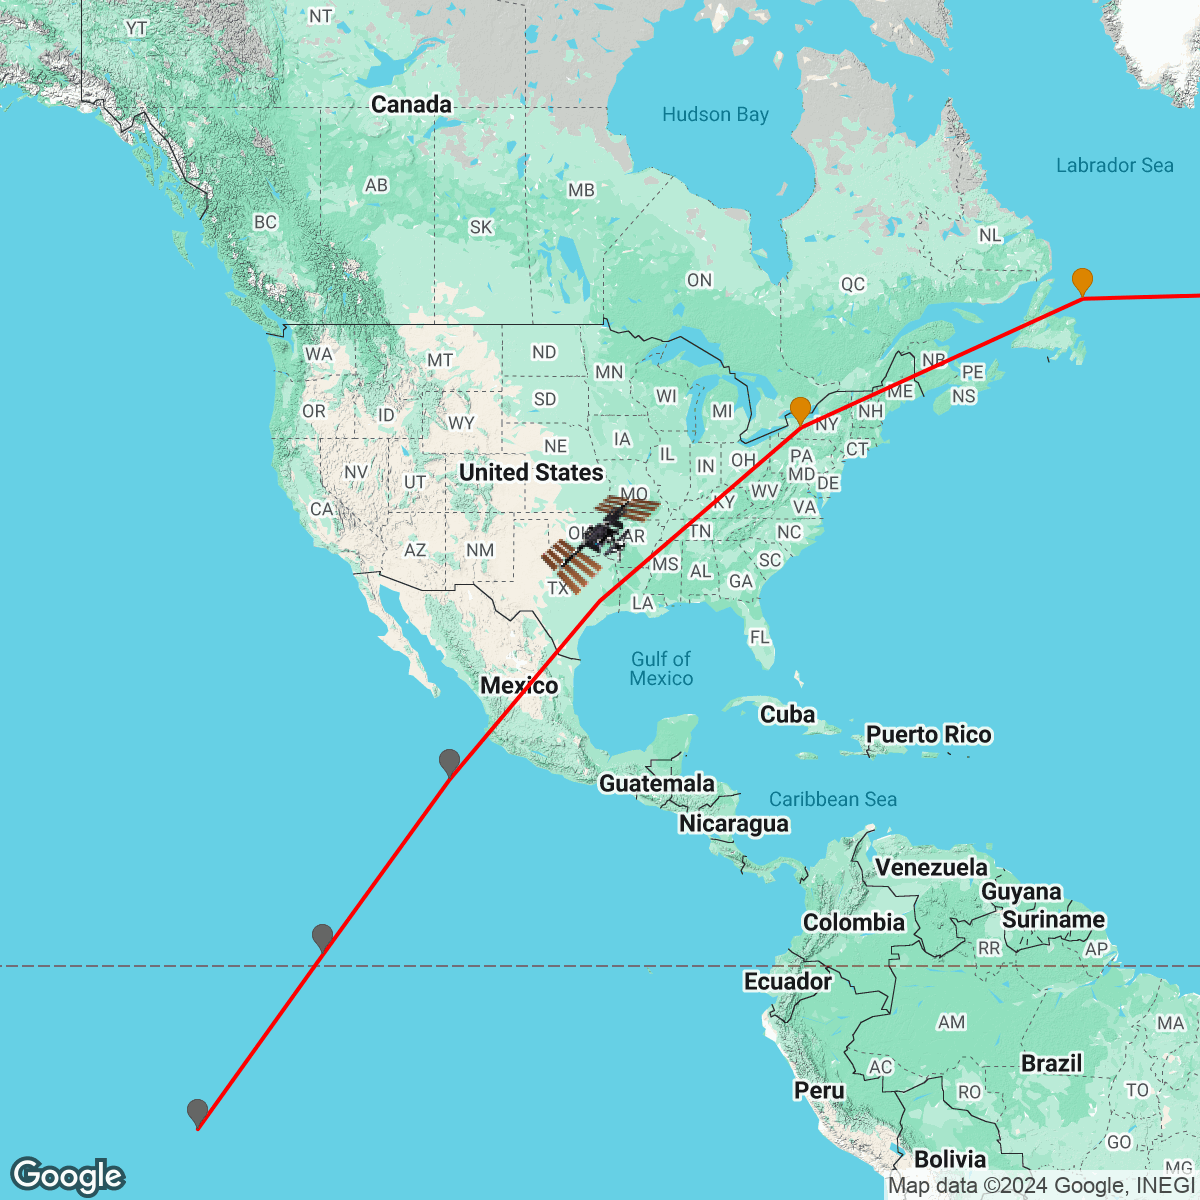 NT
YT
Canada
Hudson Bay
Labrador Sea
AB
MB
BC
SK
NL
ON
QC
WA
MT
ND
MN
NB
PE
OR
ID
SD
WI
MI
ME
NS
WY
NH
NY
IA
NE
IL
IN
OH
PA
CT
NV
UT
United States
MD
DE
MO
KY
WV
VA
CA
AZ
NM
AR
TN
NC
MS
AL
SC
GA
TX
LA
FL
Gulf of
Mexico
Mexico
Cuba
Puerto Rico
Guatemala
Caribbean Sea
Nicaragua
Venezuela
Guyana
Suriname
Colombia
RR
AP
Ecuador
AM
MA
Brazil
AC
Peru
RO
TO
GO
Bolivia
MG
Google
Map data ©2024 Google, INEGI